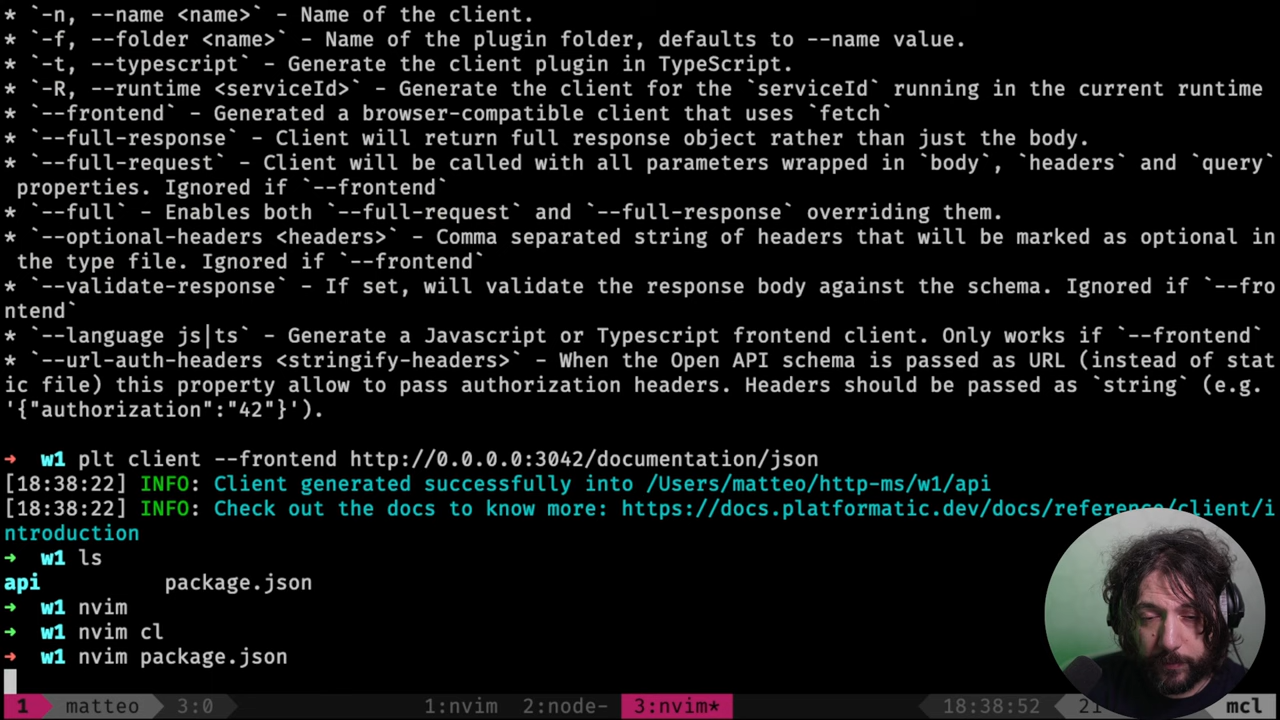 * `-n, --name <name>` - Name of the client.
* `-f, --folder <name>` - Name of the plugin folder, defaults to --name value.
* `-t, --typescript` - Generate the client plugin in TypeScript.
* `-R, --runtime <serviceId>` - Generate the client for the `serviceId` running in the current runtime
* `--frontend` - Generated a browser-compatible client that uses `fetch`
* `--full-response` - Client will return full response object rather than just the body.
* `--full-request` - Client will be called with all parameters wrapped in `body`, `headers` and `query`
properties. Ignored if `--frontend`
* `--full` - Enables both `--full-request` and `--full-response` overriding them.
* `--optional-headers <headers>` - Comma separated string of headers that will be marked as optional in
the type file. Ignored if `--frontend`
* `--validate-response` - If set, will validate the response body against the schema. Ignored if `--fro
ntend`
* `--language js|ts` - Generate a Javascript or Typescript frontend client. Only works if `--frontend`
* `--url-auth-headers <stringify-headers>` - When the Open API schema is passed as URL (instead of stat
ic file) this property allow to pass authorization headers. Headers should be passed as `string` (e.g.
'{"authorization":"42"}').
➜ w1 plt client --frontend http://0.0.0.0:3042/documentation/json
[18:38:22] INFO: Client generated successfully into /Users/matteo/http-ms/w1/api
[18:38:22] INFO: Check out the docs to know more: https://docs.platformatic.dev/docs/reference/client/i
ntroduction
➜ w1 ls
api package.json
➜ w1 nvim
➜ w1 nvim cl
➜ w1 nvim package.json
1 matteo 3:0 1:nvim 2:node- 3:nvim* 18:38:52 21 mcl